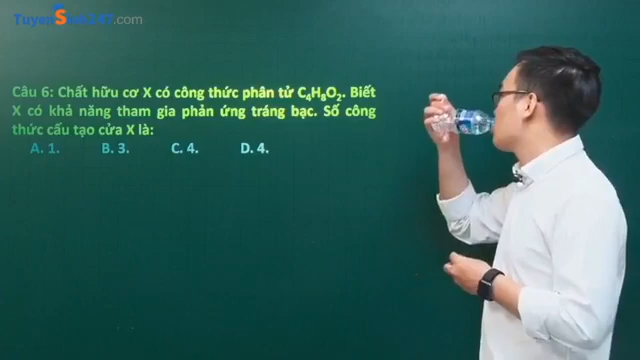 TuyenSinh247.com
Câu 6: Chất hữu cơ X có công thức phân tử C₄H₈O₂. Biết
X có khả năng tham gia phản ứng tráng bạc. Số công
thức cấu tạo của X là:
A. 1. B. 3. C. 4. D. 4.